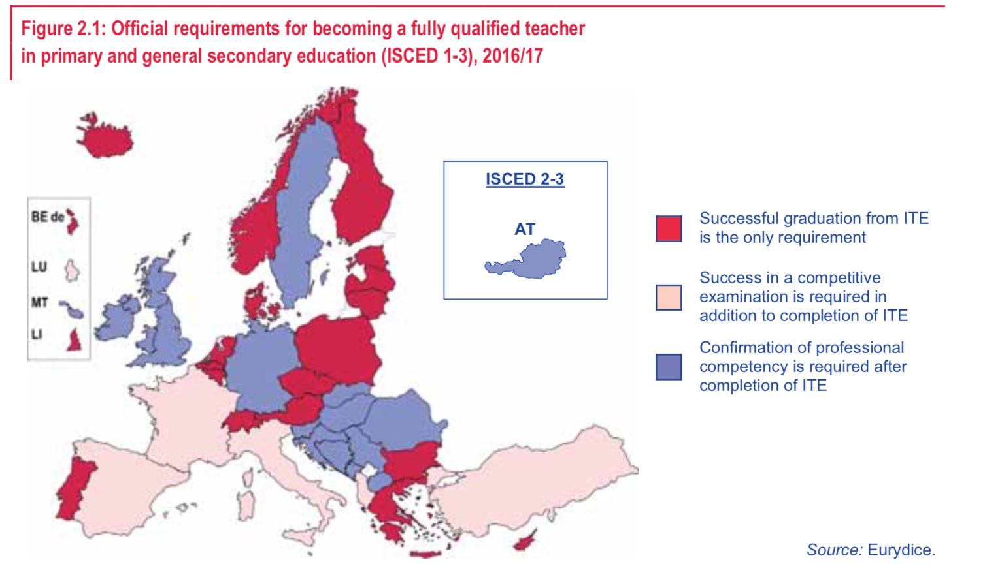 Figure 2.1: Official requirements for becoming a fully qualified teacher
in primary and general secondary education (ISCED 1-3), 2016/17
BE de
LU
MT
LI
ISCED 2-3
AT
Successful graduation from ITE
is the only requirement
Success in a competitive
examination is required in
addition to completion of ITE
Confirmation of professional
competency is required after
completion of ITE
Source: Eurydice.